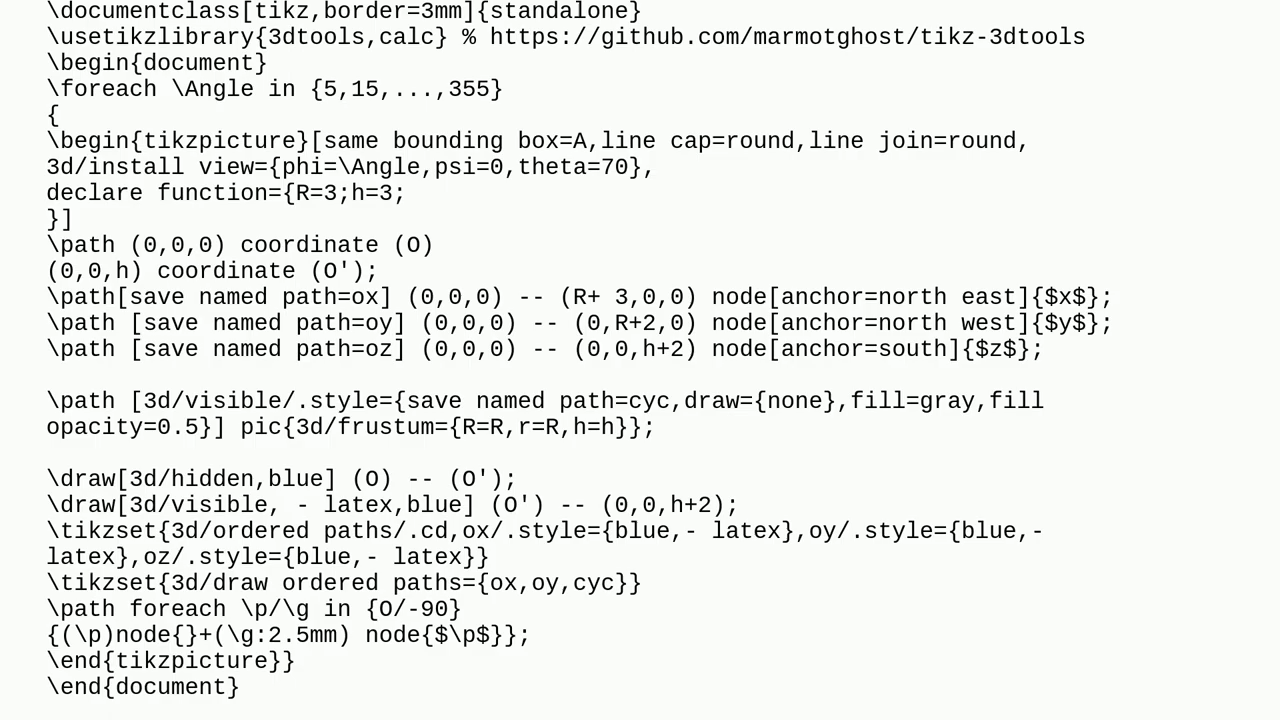 \documentclass[tikz,border=3mm]{standalone}
\usetikzlibrary{3dtools,calc} % https://github.com/marmotghost/tikz-3dtools
\begin{document}
\foreach \Angle in {5,15,...,355}
{
\begin{tikzpicture}[same bounding box=A,line cap=round,line join=round,
3d/install view={phi=\Angle,psi=0,theta=70},
declare function={R=3;h=3;
}]
\path (0,0,0) coordinate (O)
(0,0,h) coordinate (O');
\path[save named path=ox] (0,0,0) -- (R+ 3,0,0) node[anchor=north east]{$x$};
\path [save named path=oy] (0,0,0) -- (0,R+2,0) node[anchor=north west]{$y$};
\path [save named path=oz] (0,0,0) -- (0,0,h+2) node[anchor=south]{$z$};
\path [3d/visible/.style={save named path=cyc,draw={none},fill=gray,fill
opacity=0.5}] pic{3d/frustum={R=R,r=R,h=h}};
\draw[3d/hidden,blue] (O) -- (O');
\draw[3d/visible, - latex,blue] (O') -- (0,0,h+2);
\tikzset{3d/ordered paths/.cd,ox/.style={blue,- latex},oy/.style={blue,-
latex},oz/.style={blue,- latex}}
\tikzset{3d/draw ordered paths={ox,oy,cyc}}
\path foreach \p/\g in {O/-90}
{(\p)node{}+(\g:2.5mm) node{$\p$}};
\end{tikzpicture}}
\end{document}